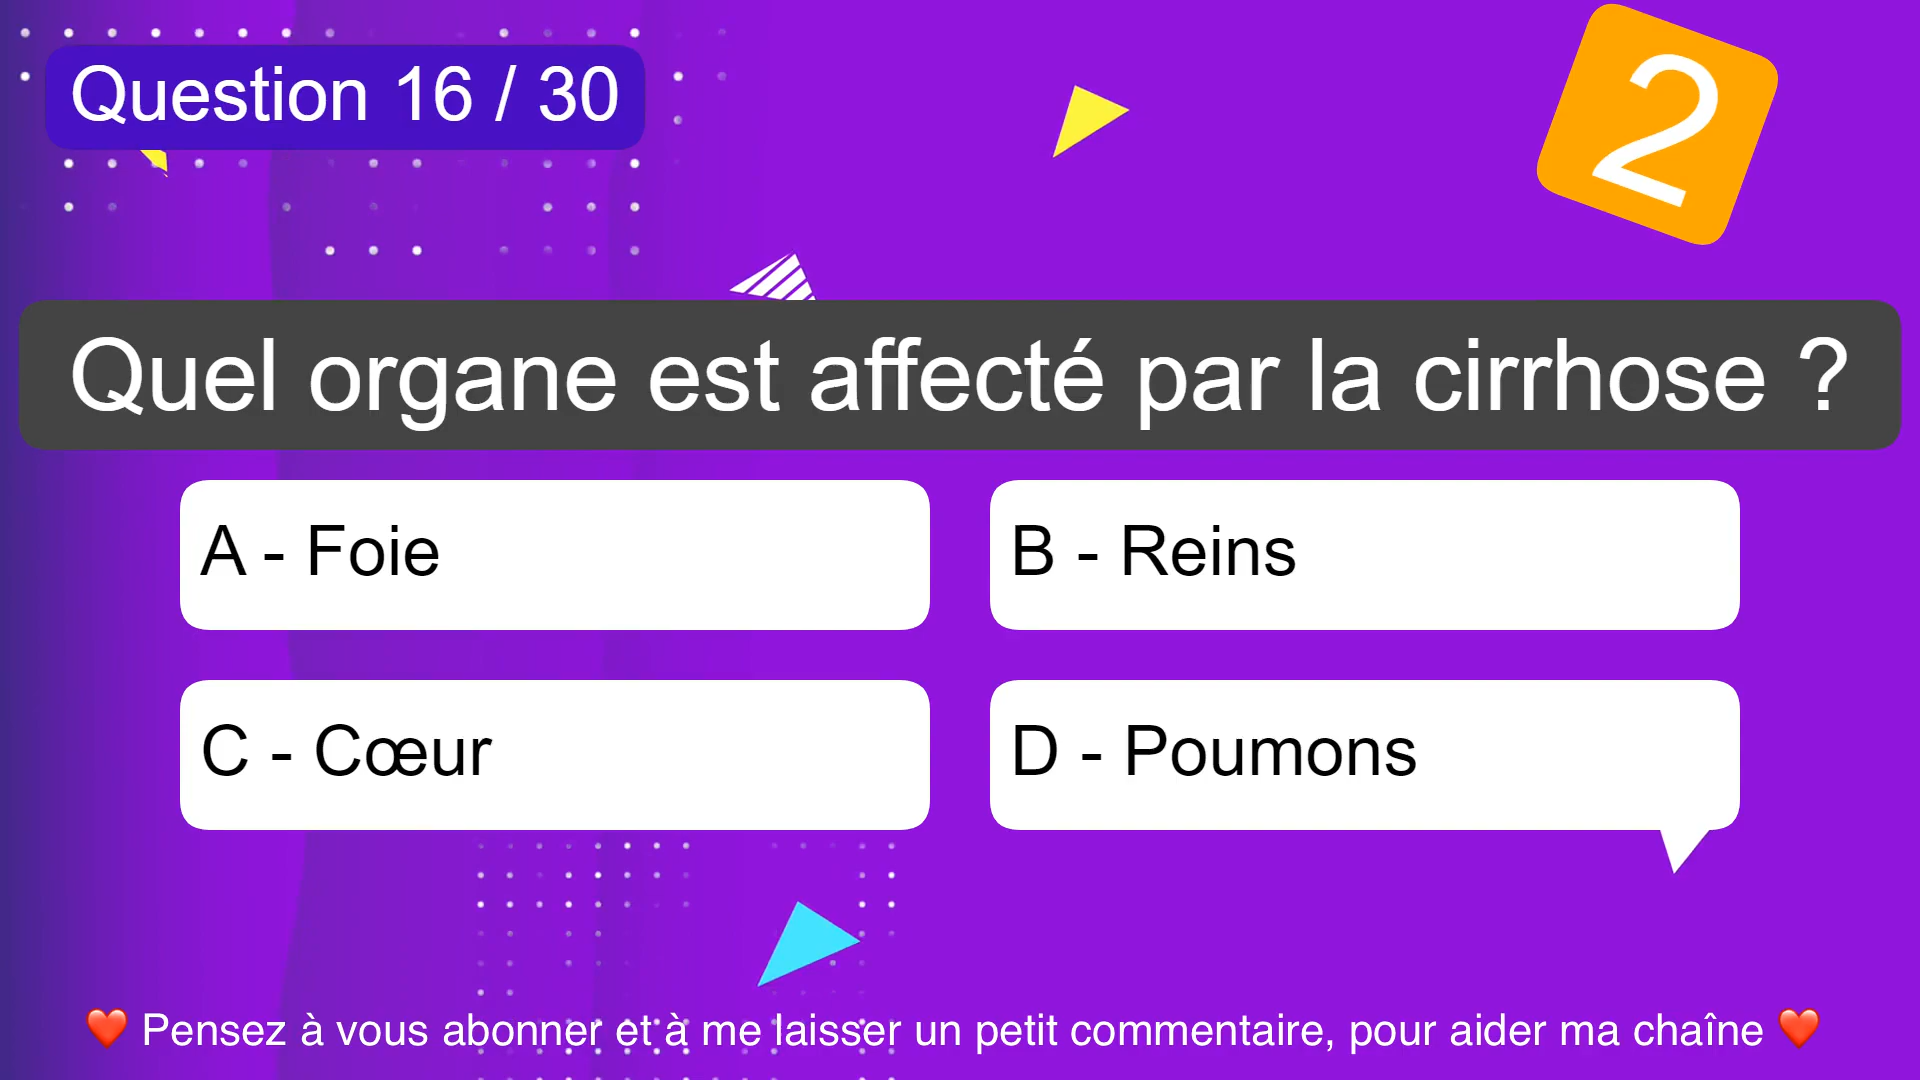 Question 16 / 30
2
Quel organe est affecté par la cirrhose ?
A - Foie
B - Reins
C - Cœur
D - Poumons
❤️ Pensez à vous abonner et à me laisser un petit commentaire, pour aider ma chaîne ❤️